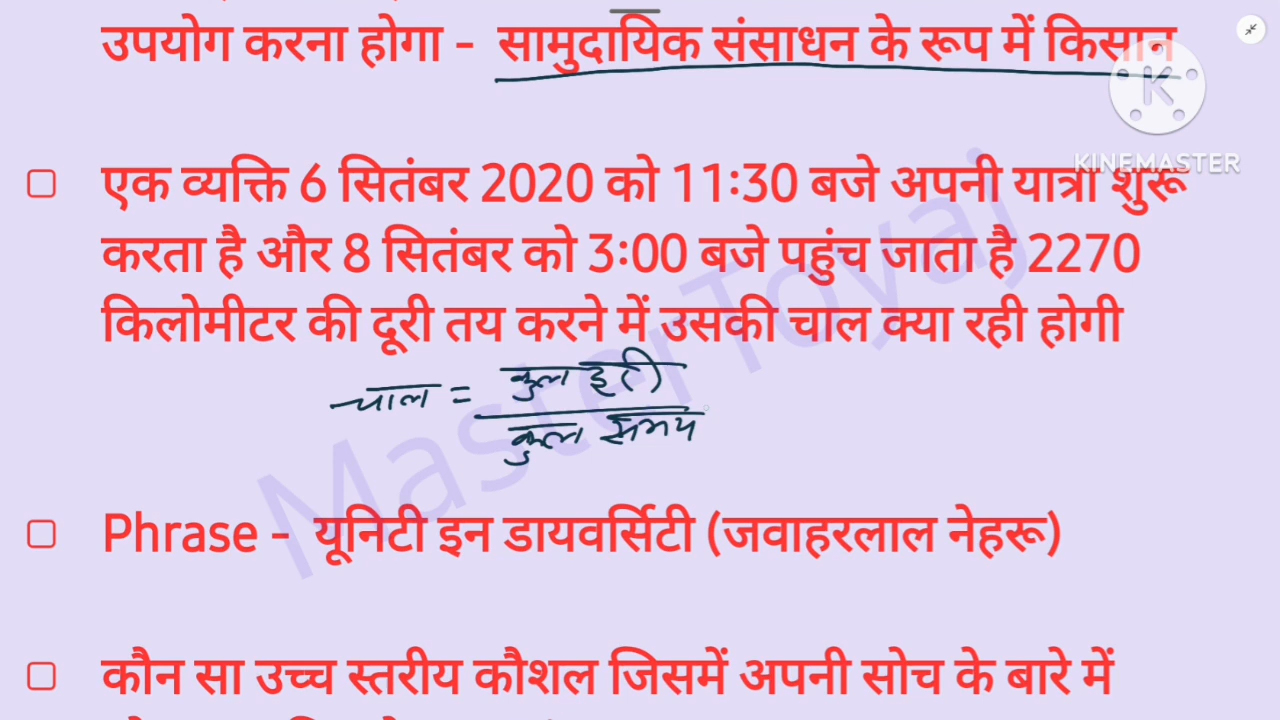 उपयोग करना होगा - सामुदायिक संसाधन के रूप में किसान
KINEMASTER
एक व्यक्ति 6 सितंबर 2020 को 11:30 बजे अपनी यात्रा शुरू
करता है और 8 सितंबर को 3:00 बजे पहुंच जाता है 2270
किलोमीटर की दूरी तय करने में उसकी चाल क्या रही होगी
चाल = कुल दूरी
कुल समय
Master Toyaj
Phrase - यूनिटी इन डायवर्सिटी (जवाहरलाल नेहरू)
कौन सा उच्च स्तरीय कौशल जिसमें अपनी सोच के बारे में